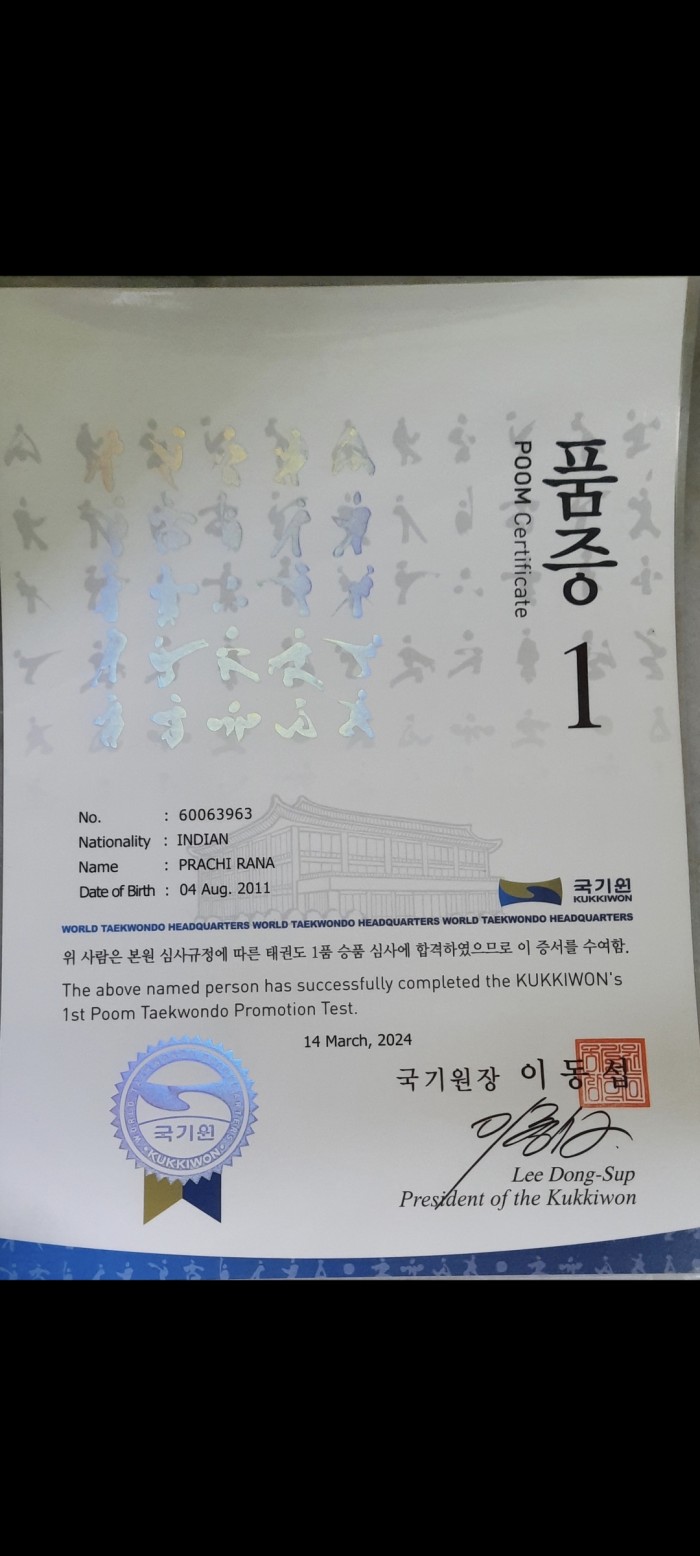 품증
POOM Certificate
1
No. : 60063963
Nationality : INDIAN
Name : PRACHI RANA
Date of Birth : 04 Aug. 2011
국기원
KUKKIWON
WORLD TAEKWONDO HEADQUARTERS WORLD TAEKWONDO HEADQUARTERS WORLD TAEKWONDO HEADQUARTERS
위 사람은 본원 심사규정에 따른 태권도 1품 승품 심사에 합격하였으므로 이 증서를 수여함.
The above named person has successfully completed the KUKKIWON's
1st Poom Taekwondo Promotion Test.
14 March, 2024
국기원장 이동섭
국기원
KUKKIWON
Lee Dong-Sup
President of the Kukkiwon